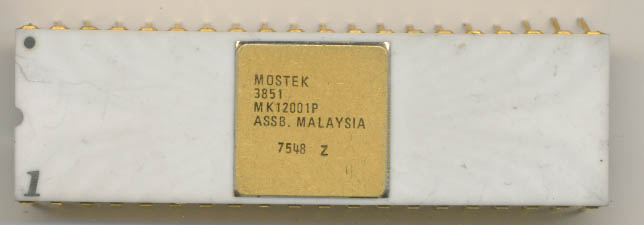 MOSTEK
3851
MK12001P
ASSB. MALAYSIA
7548 Z
1